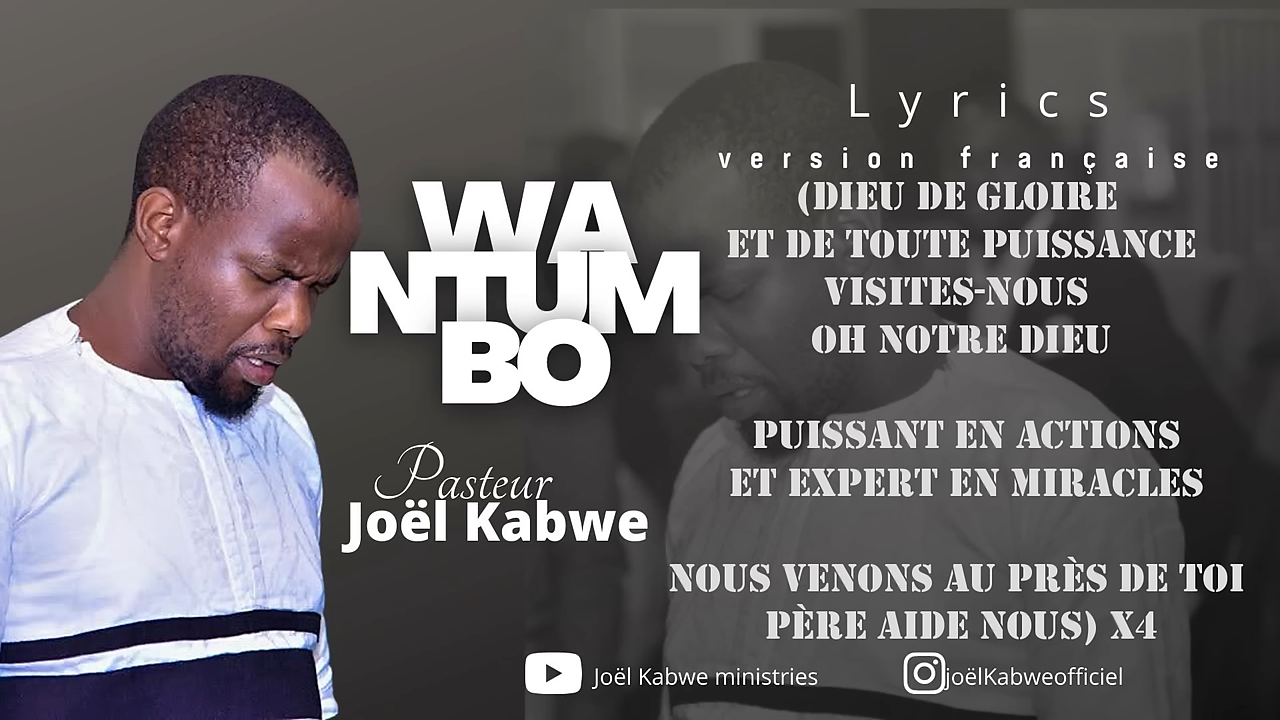 WA
NTUM
BO
Pasteur
Joël Kabwe
Lyrics
version française
(DIEU DE GLOIRE
ET DE TOUTE PUISSANCE
VISITES-NOUS
OH NOTRE DIEU
PUISSANT EN ACTIONS
ET EXPERT EN MIRACLES
NOUS VENONS AU PRÈS DE TOI
PÈRE AIDE NOUS) X4
Joël Kabwe ministries
joëlKabweofficiel